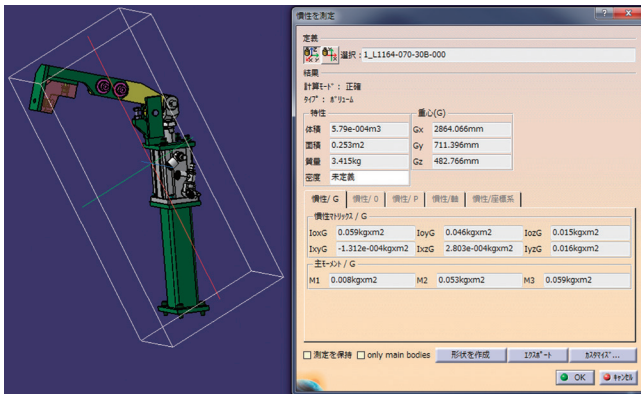 慣性を測定
定義
選択 : 1_L1164-070-30B-000
結果
計算ﾓｰﾄﾞ : 正確
ﾀｲﾌﾟ : ﾎﾞﾘｭｰﾑ
特性
体積 5.79e-004m3
面積 0.253m2
質量 3.415kg
密度 未定義
重心(G)
Gx 2864.066mm
Gy 711.396mm
Gz 482.766mm
慣性/ G 慣性/ O 慣性/ P 慣性/軸 慣性/座標系
慣性ﾏﾄﾘｯｸｽ / G
IoxG 0.059kgxm2 IoyG 0.046kgxm2 IozG 0.015kgxm2
IxyG -1.312e-004kgxm2 IxzG 2.803e-004kgxm2 IyzG 0.016kgxm2
主ﾓｰﾒﾝﾄ / G
M1 0.008kgxm2 M2 0.053kgxm2 M3 0.059kgxm2
測定を保持 only main bodies 形状を作成 ｴｸｽﾎﾟｰﾄ ｶｽﾀﾏｲｽﾞ...
OK ｷｬﾝｾﾙ